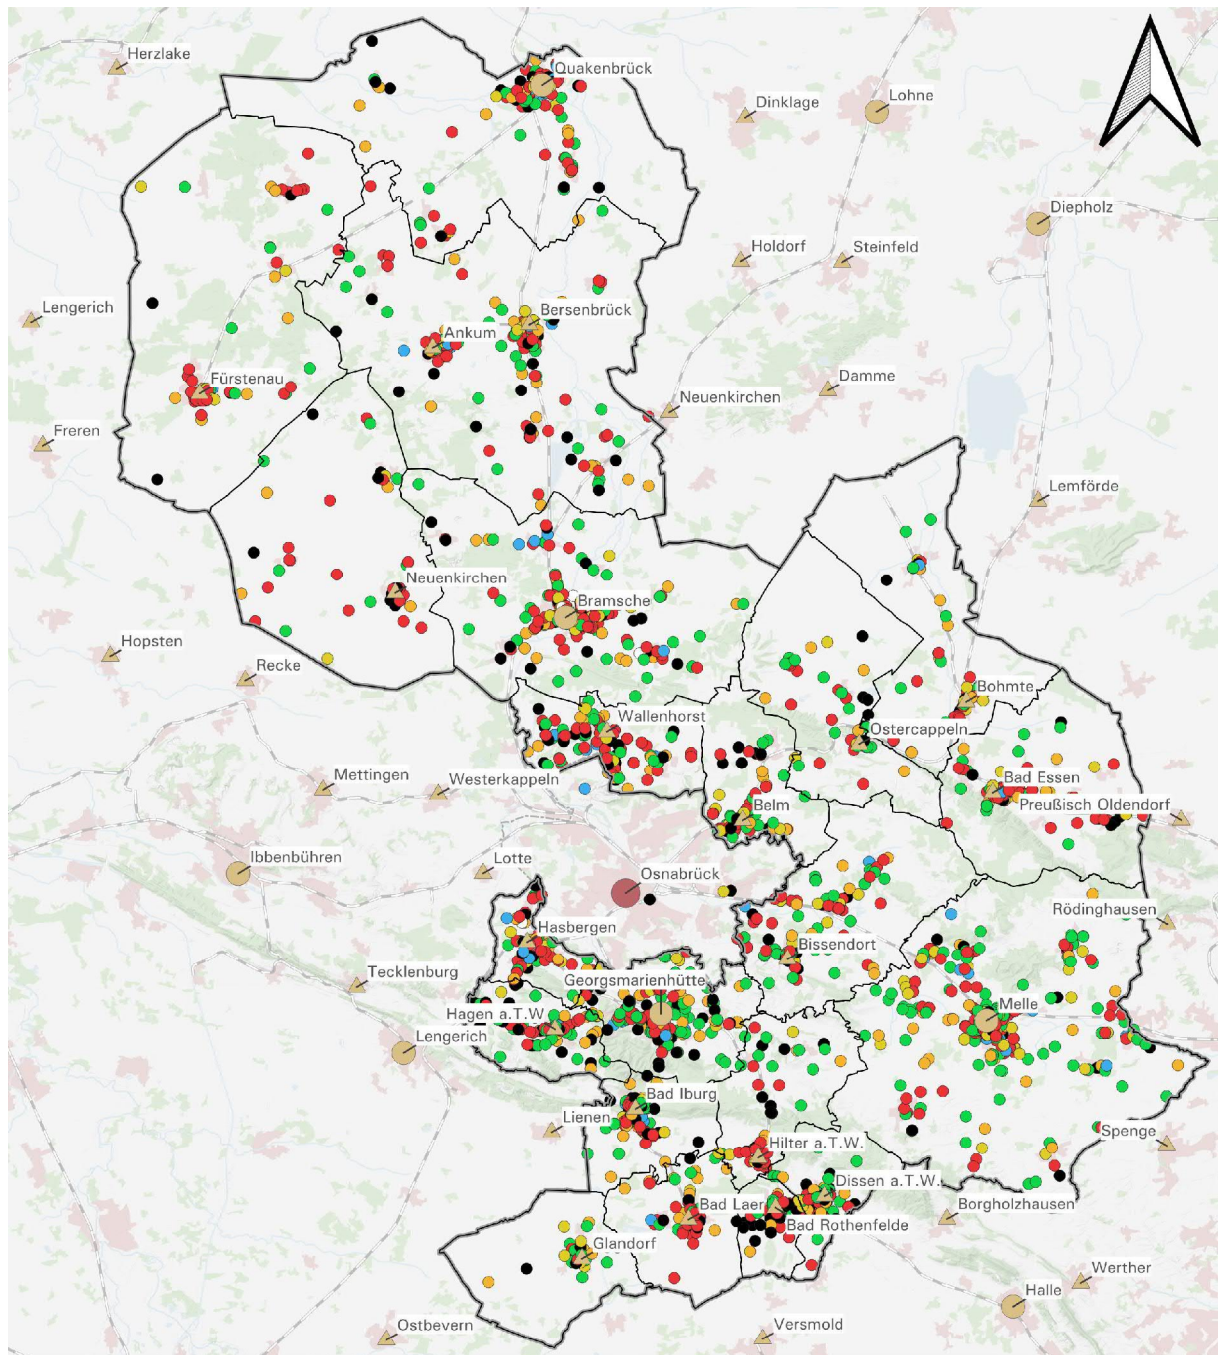 Herzlake
Quakenbrück
Dinklage
Lohne
Diepholz
Holdorf
Steinfeld
Lengerich
Bersenbrück
Ankum
Fürstenau
Damme
Neuenkirchen
Freren
Lemförde
Neuenkirchen
Bramsche
Hopsten
Recke
Bohmte
Wallenhorst
Ostercappeln
Mettingen
Westerkappeln
Bad Essen
Preußisch Oldendorf
Belm
Ibbenbühren
Lotte
Osnabrück
Rödinghausen
Hasbergen
Bissendort
Tecklenburg
Georgsmarienhütte
Melle
Hagen a.T.W
Lengerich
Bad Iburg
Lienen
Hilter a.T.W.
Spenge
Dissen a.T.W.
Bad Laer
Borgholzhausen
Bad Rothenfelde
Glandorf
Werther
Halle
Ostbevern
Versmold